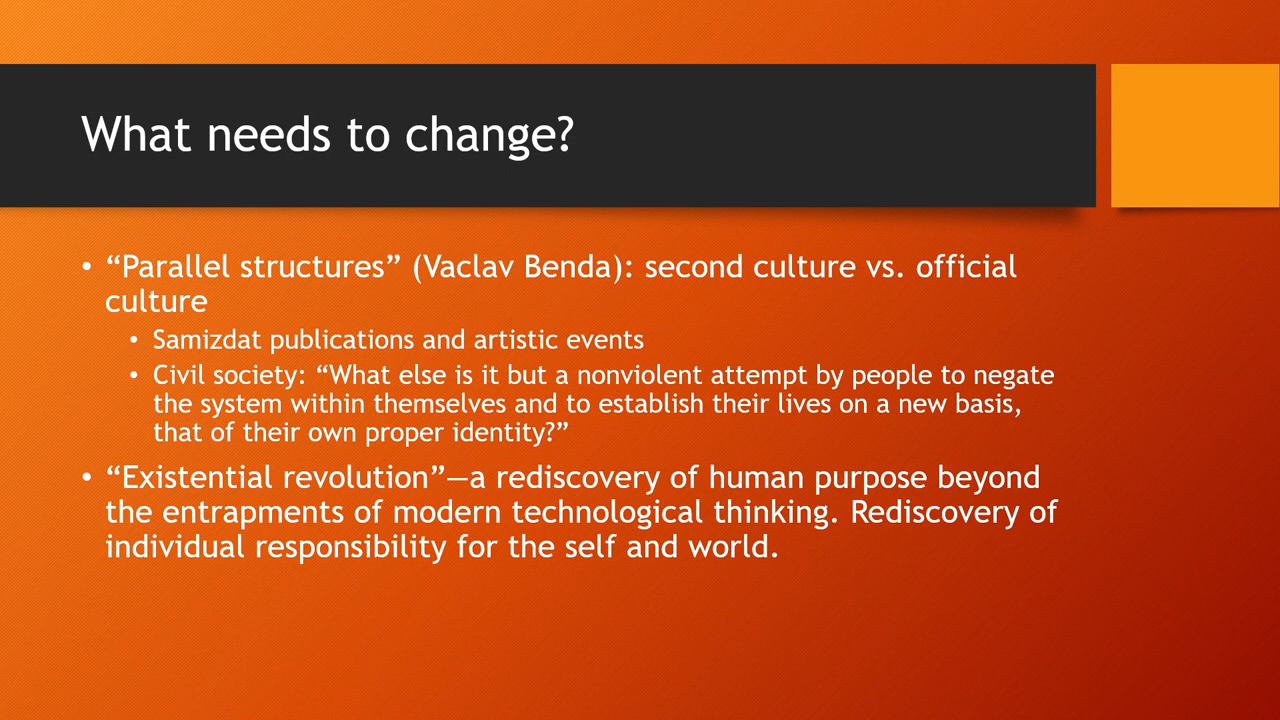 What needs to change?
• “Parallel structures” (Vaclav Benda): second culture vs. official
culture
• Samizdat publications and artistic events
• Civil society: “What else is it but a nonviolent attempt by people to negate
the system within themselves and to establish their lives on a new basis,
that of their own proper identity?”
• “Existential revolution”—a rediscovery of human purpose beyond
the entrapments of modern technological thinking. Rediscovery of
individual responsibility for the self and world.